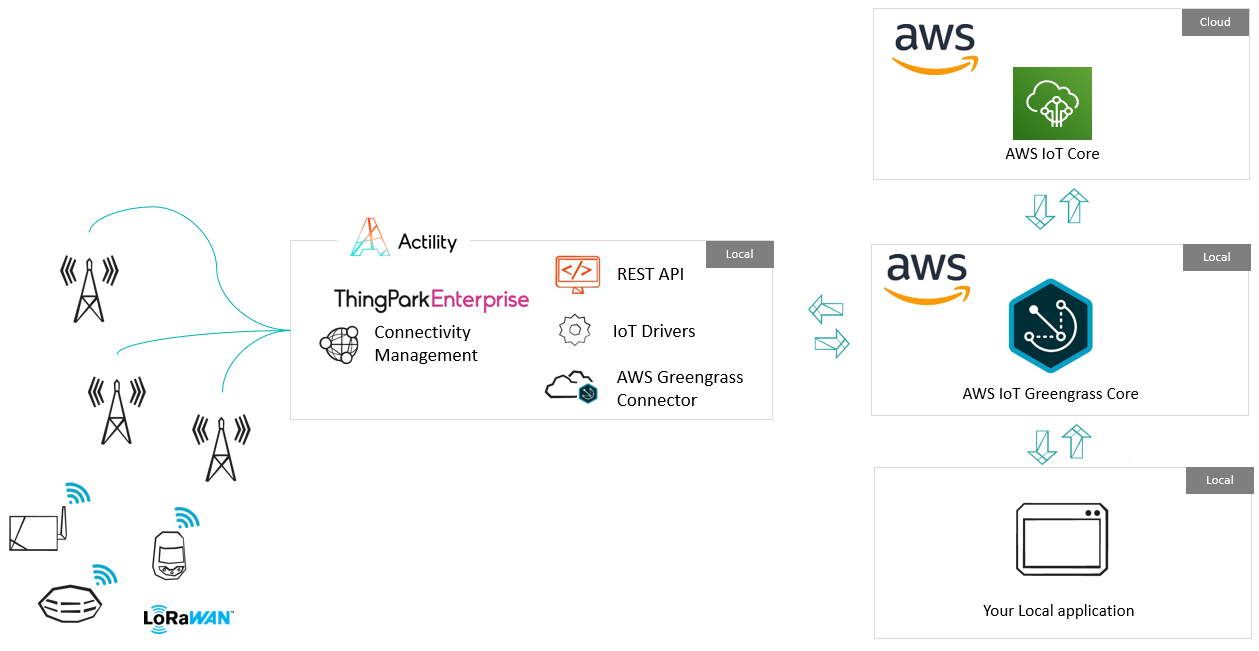 aws
Cloud
AWS IoT Core
Actility
Local
ThingParkEnterprise
Connectivity
Management
REST API
IoT Drivers
AWS Greengrass
Connector
aws
Local
AWS IoT Greengrass Core
Local
Your Local application
LoRaWAN™